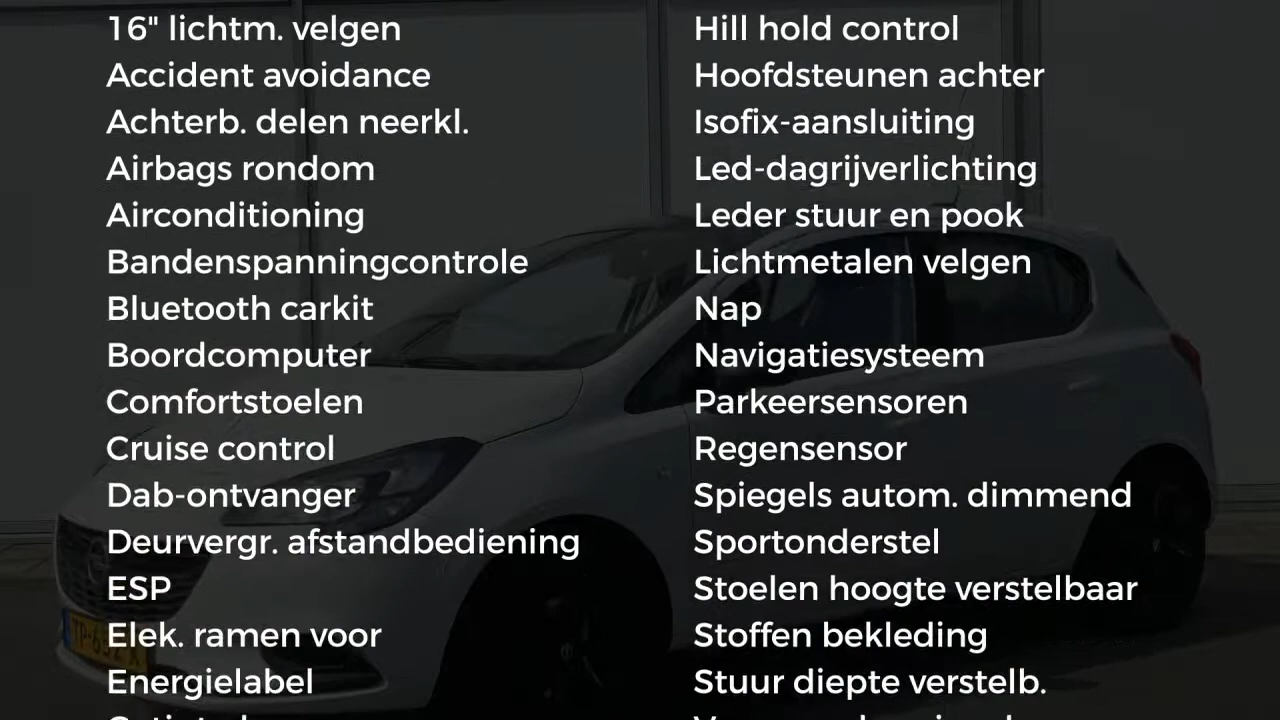 16" lichtm. velgen
Accident avoidance
Achterb. delen neerkl.
Airbags rondom
Airconditioning
Bandenspanningcontrole
Bluetooth carkit
Boordcomputer
Comfortstoelen
Cruise control
Dab-ontvanger
Deurvergr. afstandbediening
ESP
Elek. ramen voor
Energielabel
Hill hold control
Hoofdsteunen achter
Isofix-aansluiting
Led-dagrijverlichting
Leder stuur en pook
Lichtmetalen velgen
Nap
Navigatiesysteem
Parkeersensoren
Regensensor
Spiegels autom. dimmend
Sportonderstel
Stoelen hoogte verstelbaar
Stoffen bekleding
Stuur diepte verstelb.